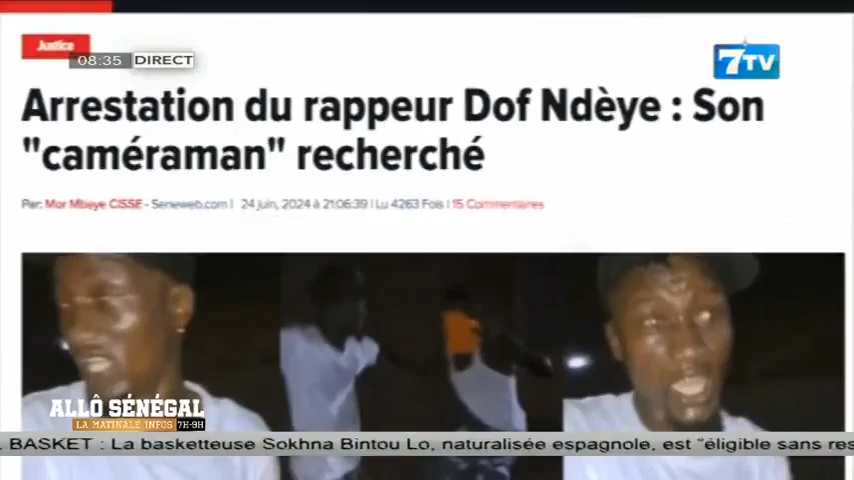 Justice
08:35 DIRECT
7TV
Arrestation du rappeur Dof Ndèye : Son
"caméraman" recherché
Par: Mor Mbaye CISSE - Seneweb.com | 24 juin, 2024 à 21:06:39 | Lu 4263 Fois | 15 Commentaires
ALLÔ SÉNÉGAL
LA MATINALE INFOS 7H-9H
BASKET : La basketteuse Sokhna Bintou Lo, naturalisée espagnole, est "éligible sans res